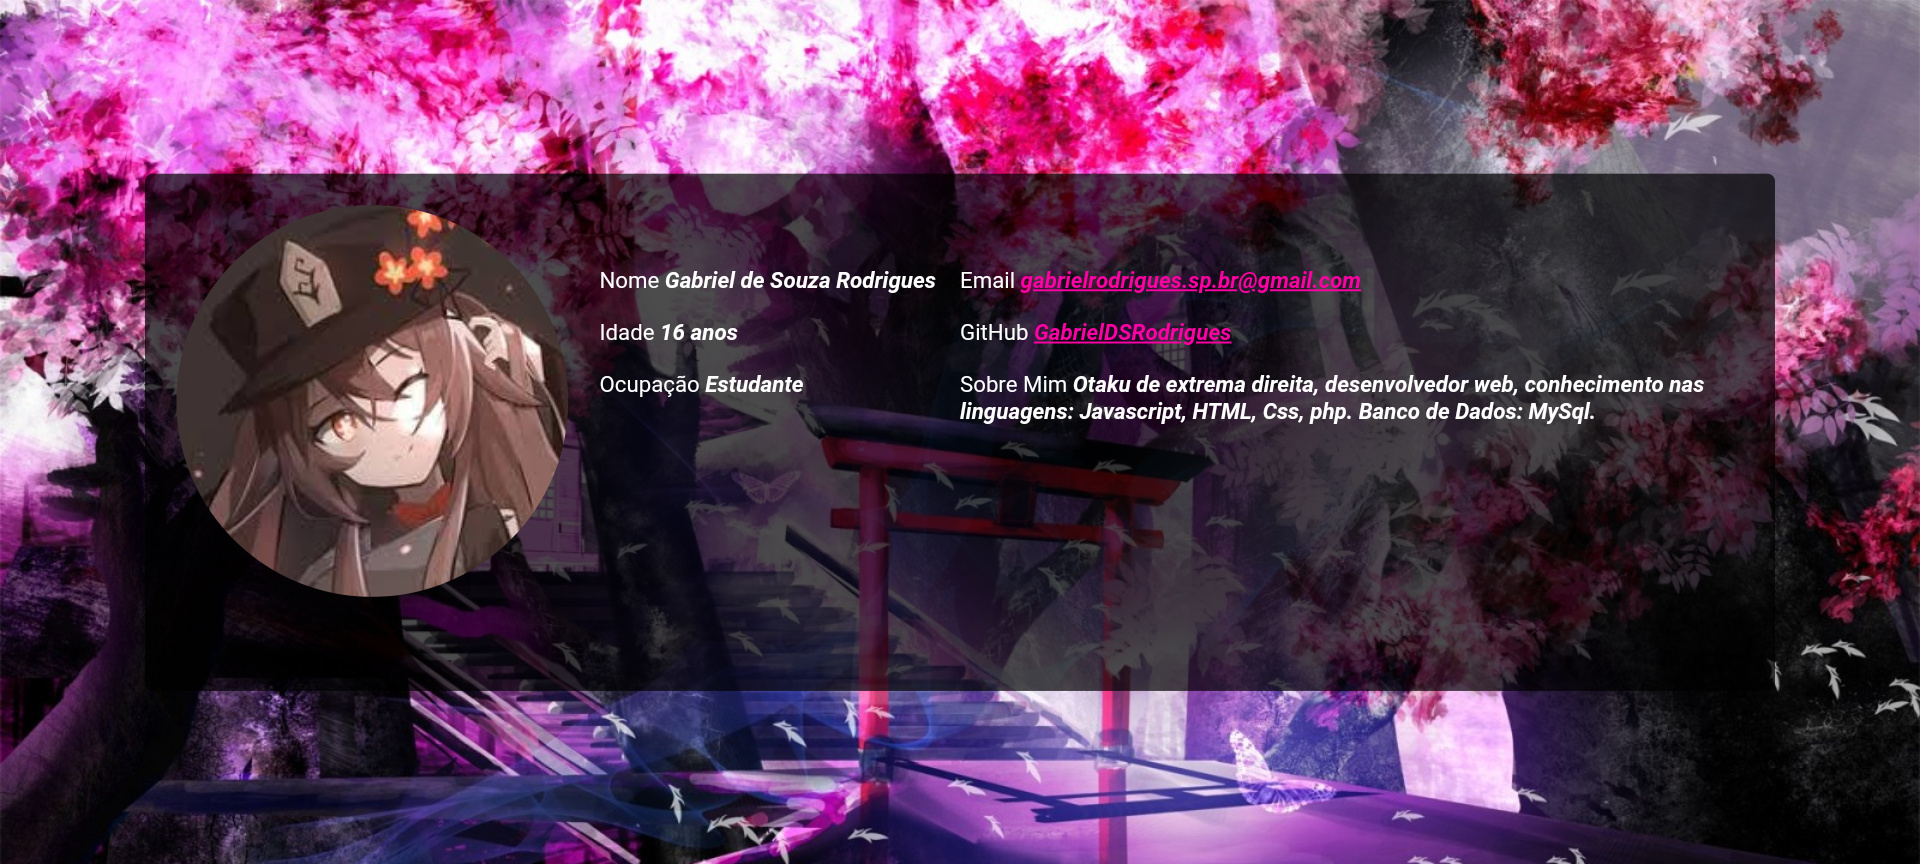 Nome Gabriel de Souza Rodrigues
Idade 16 anos
Ocupação Estudante
Email gabrielrodrigues.sp.br@gmail.com
GitHub GabrielDSRodrigues
Sobre Mim Otaku de extrema direita, desenvolvedor web, conhecimento nas
linguagens: Javascript, HTML, Css, php. Banco de Dados: MySql.